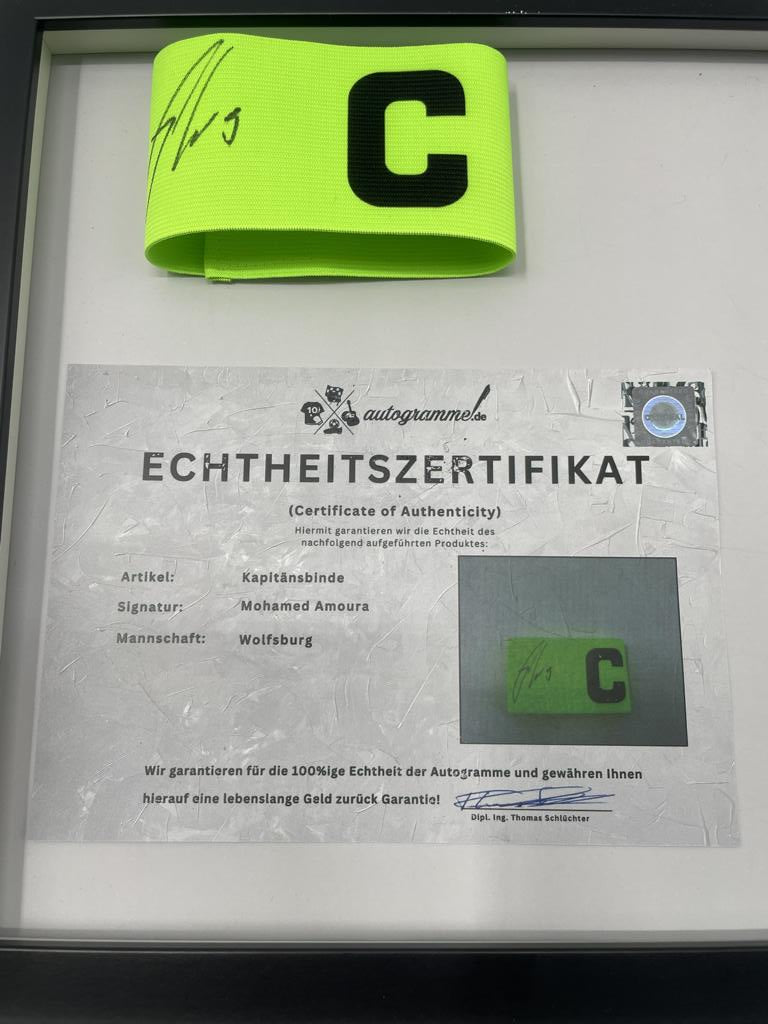 C
10
autogramme.de
ECHTHEITSZERTIFIKAT
(Certificate of Authenticity)
Hiermit garantieren wir die Echtheit des
nachfolgend aufgeführten Produktes:
Artikel: Kapitänsbinde
Signatur: Mohamed Amoura
Mannschaft: Wolfsburg
C
Wir garantieren für die 100%ige Echtheit der Autogramme und gewähren Ihnen
hierauf eine lebenslange Geld zurück Garantie!
Dipl. Ing. Thomas Schlüchter